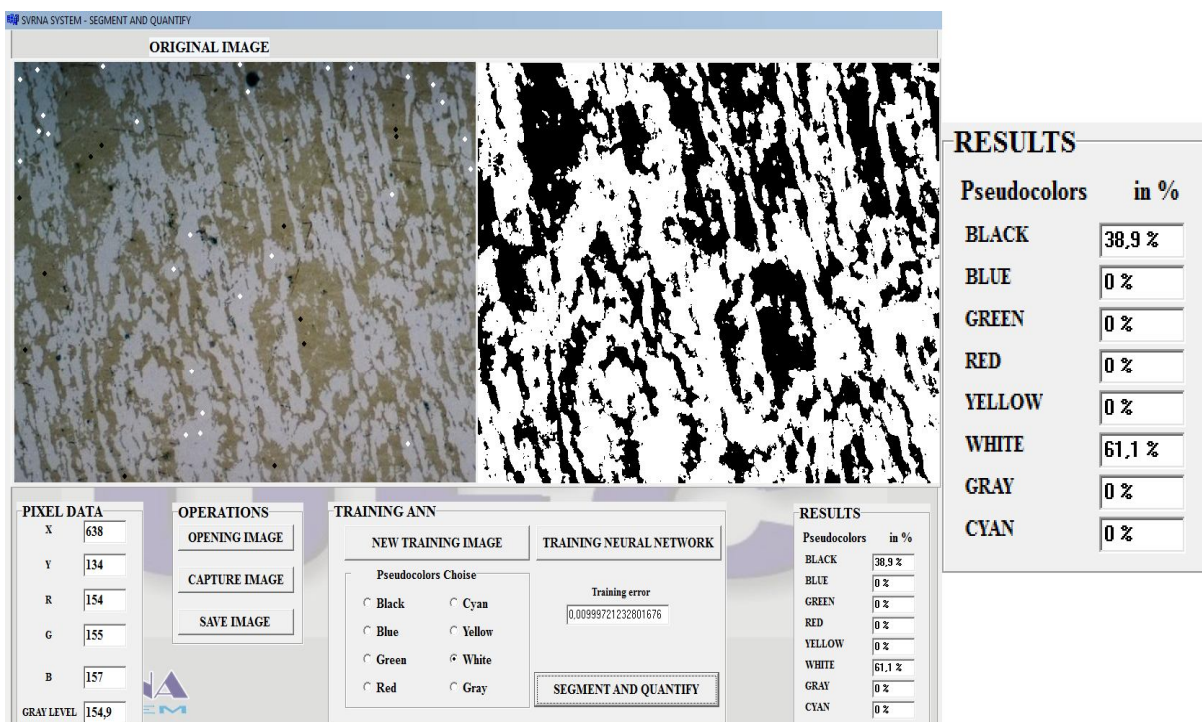 SVRNA SYSTEM - SEGMENT AND QUANTIFY
ORIGINAL IMAGE
RESULTS
Pseudocolors in %
BLACK 38,9 %
BLUE 0 %
GREEN 0 %
RED 0 %
YELLOW 0 %
WHITE 61,1 %
GRAY 0 %
CYAN 0 %
PIXEL DATA
X 638
Y 134
R 154
G 155
B 157
GRAY LEVEL 154,9
OPERATIONS
OPENING IMAGE
CAPTURE IMAGE
SAVE IMAGE
TRAINING ANN
NEW TRAINING IMAGE
TRAINING NEURAL NETWORK
Pseudocolors Choise
Black Cyan
Blue Yellow
Green White
Red Gray
Training error
0,00999721232801676
SEGMENT AND QUANTIFY
RESULTS
Pseudocolors in %
BLACK 38,9 %
BLUE 0 %
GREEN 0 %
RED 0 %
YELLOW 0 %
WHITE 61,1 %
GRAY 0 %
CYAN 0 %